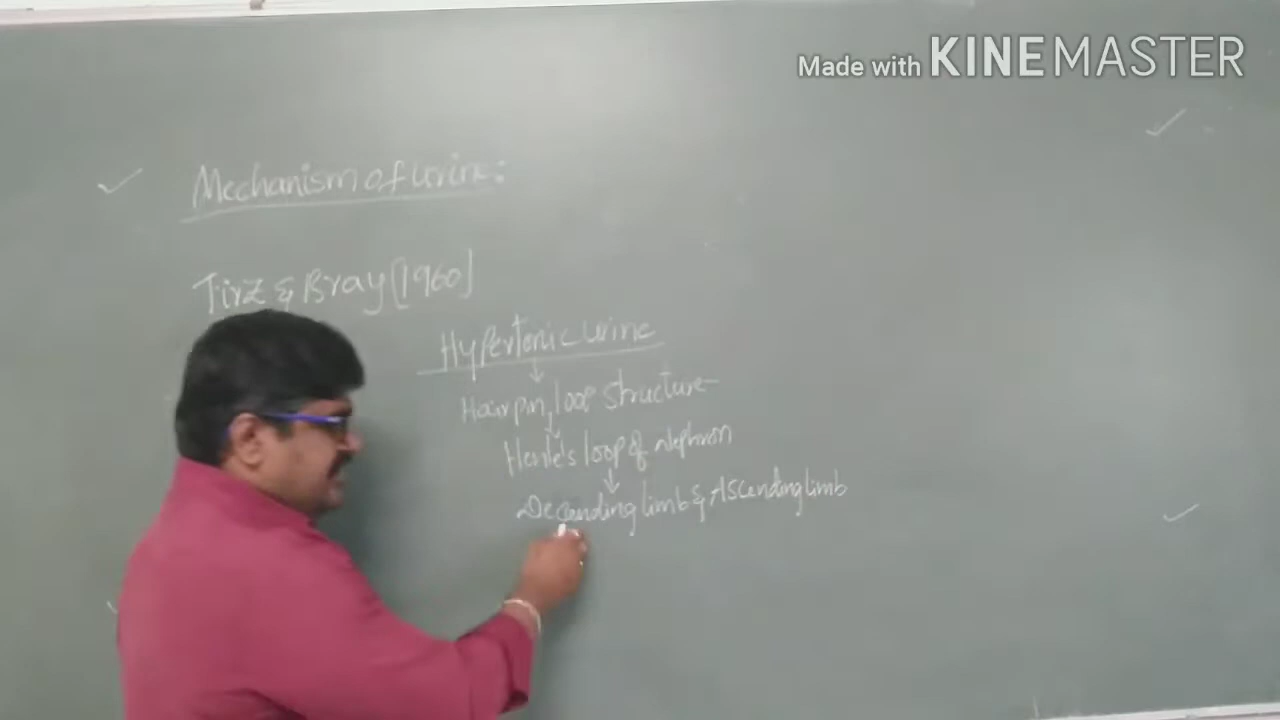 Made with KINEMASTER
Mechanism of Urine:
Tirz & Bray [1960]
Hypertonic Urine
Hairpin loop structure
Henle's loop of nephron
Decending limb & Ascending limb